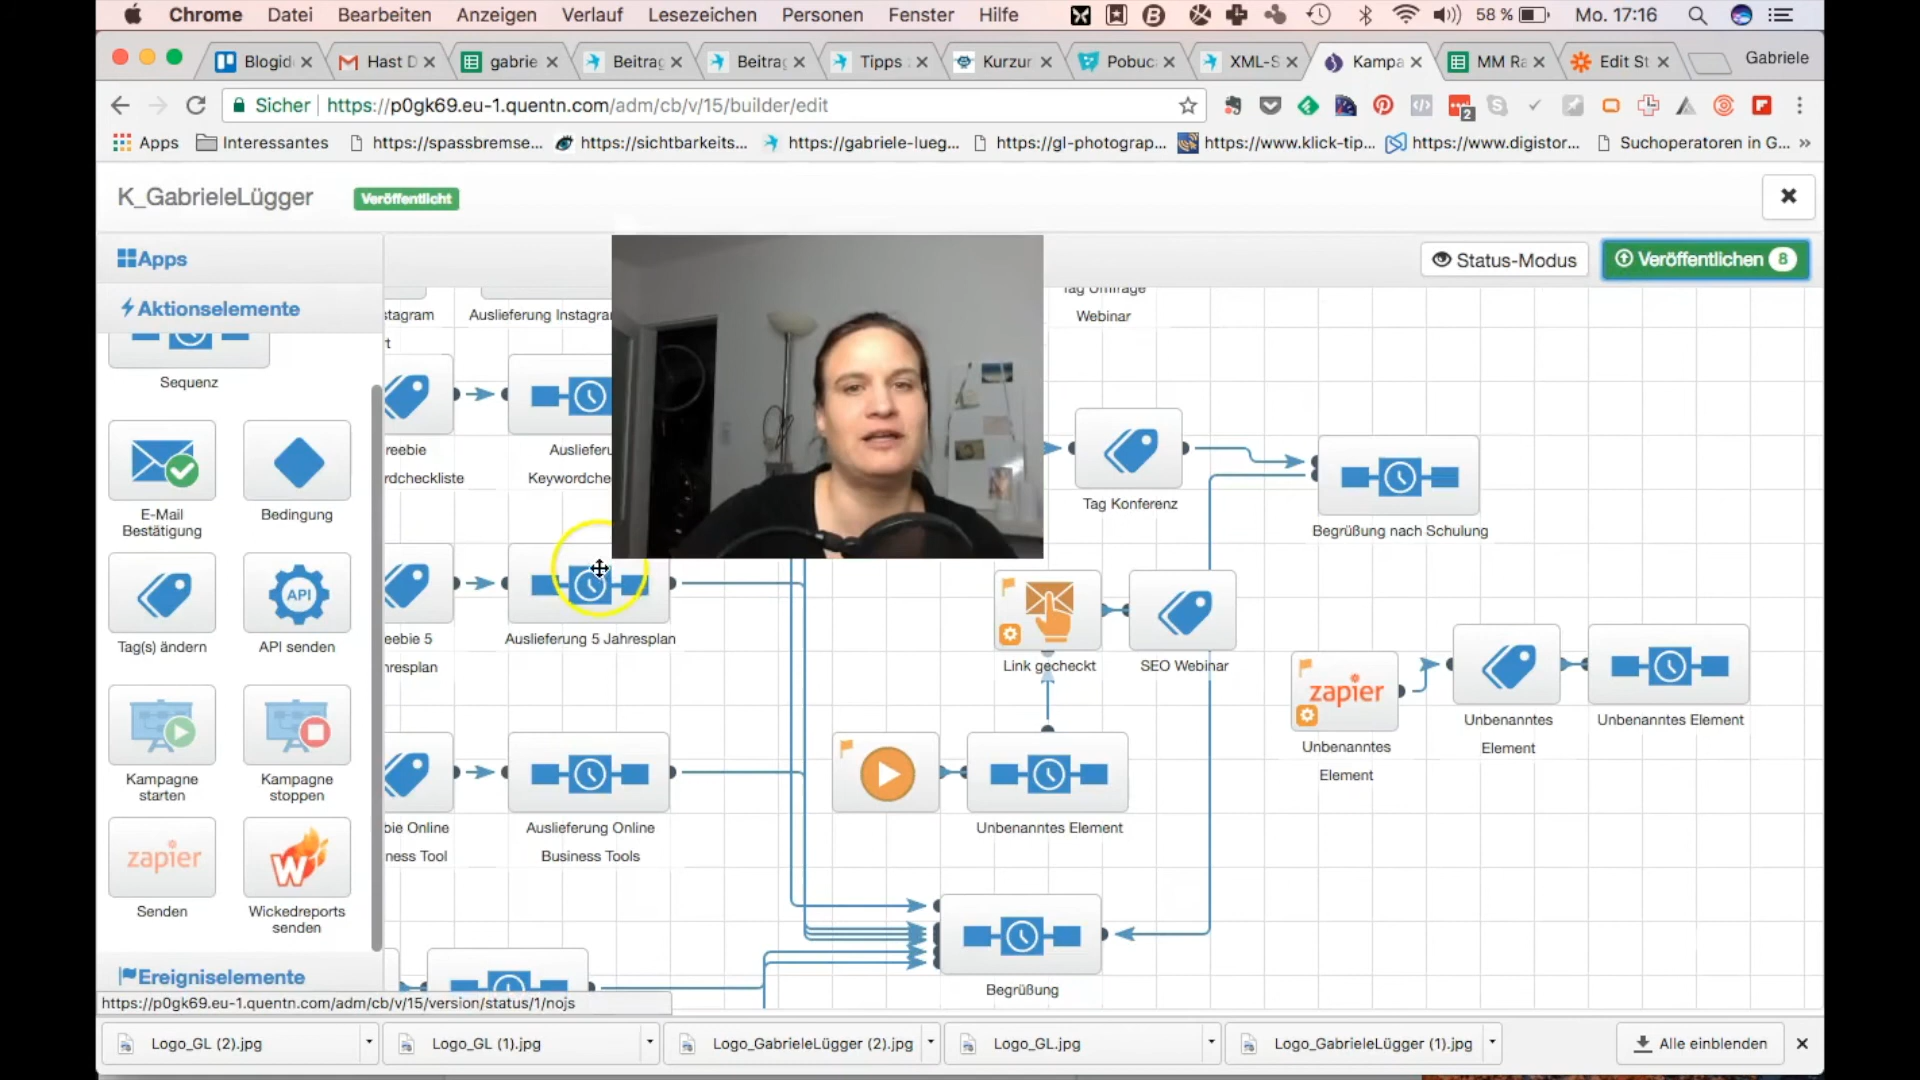 Chrome Datei Bearbeiten Anzeigen Verlauf Lesezeichen Personen Fenster Hilfe 58 % Mo. 17:16
Blogid Hast D gabrie Beitrag Beitrag Tipps Kurzur Pobuc XML-S Kampa MM Ra Edit St Gabriele
Sicher https://p0gk69.eu-1.quentn.com/adm/cb/v/15/builder/edit
2
Apps Interessantes https://spassbremse... https://sichtbarkeits... https://gabriele-lueg... https://gl-photograp... https://www.klick-tip... https://www.digistor... Suchoperatoren in G... »
K_GabrieleLügger Veröffentlicht
Apps
Status-Modus Veröffentlichen 8
Aktionselemente
Sequenz
E-Mail
Bestätigung
Bedingung
API
Tag(s) ändern
API senden
Kampagne
starten
Kampagne
stoppen
zapier
Senden
Wickedreports
senden
Ereigniselemente
https://p0gk69.eu-1.quentn.com/adm/cb/v/15/version/status/1/nojs
stagram
Auslieferung Instagra
Webinar
reebie
rdcheckliste
Ausliefer
Keywordche
Tag Konferenz
Begrüßung nach Schulung
eebie 5
Auslieferung 5 Jahresplan
Link gecheckt
SEO Webinar
zapier
Unbenanntes
Element
Unbenanntes
Element
Unbenanntes Element
bie Online
ness Tool
Auslieferung Online
Business Tools
Unbenanntes Element
Begrüßung
Logo_GL (2).jpg Logo_GL (1).jpg Logo_GabrieleLügger (2).jpg Logo_GL.jpg Logo_GabrieleLügger (1).jpg Alle einblenden